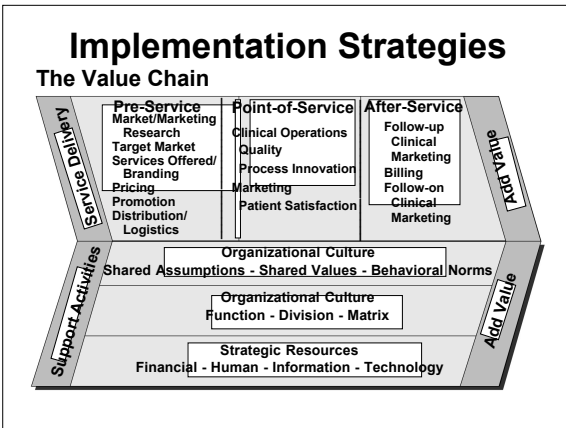 Implementation Strategies
The Value Chain
Service Delivery
Pre-Service
Market/Marketing
Research
Target Market
Services Offered/
Branding
Pricing
Promotion
Distribution/
Logistics
Point-of-Service
Clinical Operations
Quality
Process Innovation
Marketing
Patient Satisfaction
After-Service
Follow-up
Clinical
Marketing
Billing
Follow-on
Clinical
Marketing
Add Value
Support Activities
Organizational Culture
Shared Assumptions - Shared Values - Behavioral Norms
Organizational Culture
Function - Division - Matrix
Strategic Resources
Financial - Human - Information - Technology
Add Value